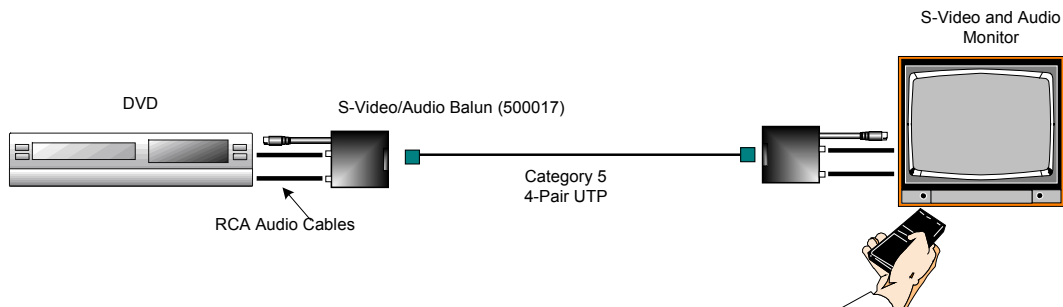 S-Video and Audio
Monitor
DVD
S-Video/Audio Balun (500017)
Category 5
4-Pair UTP
RCA Audio Cables